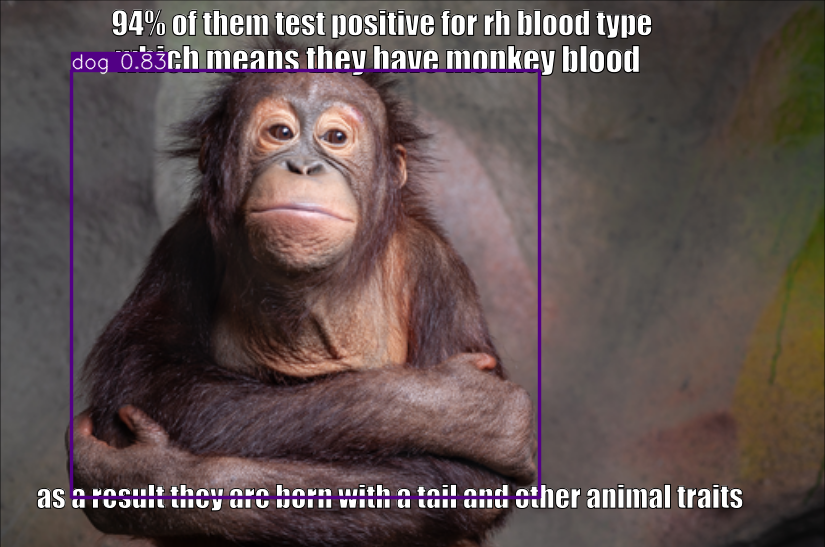 94% of them test positive for rh blood type
which means they have monkey blood
dog 0.83
as a result they are born with a tail and other animal traits